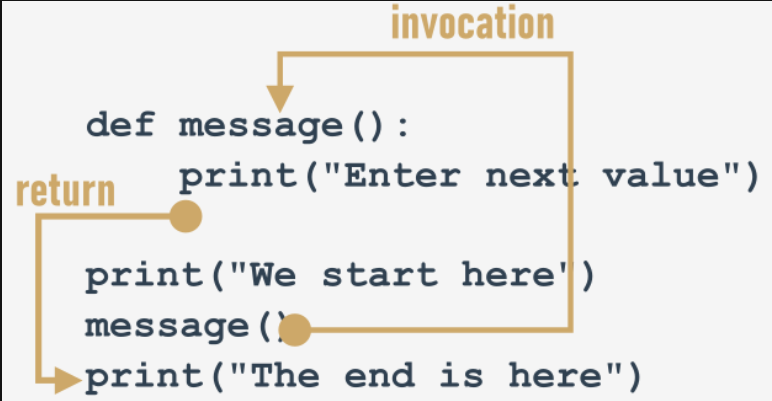 invocation
def message():
    print("Enter next value")
return
print("We start here")
message()
print("The end is here")